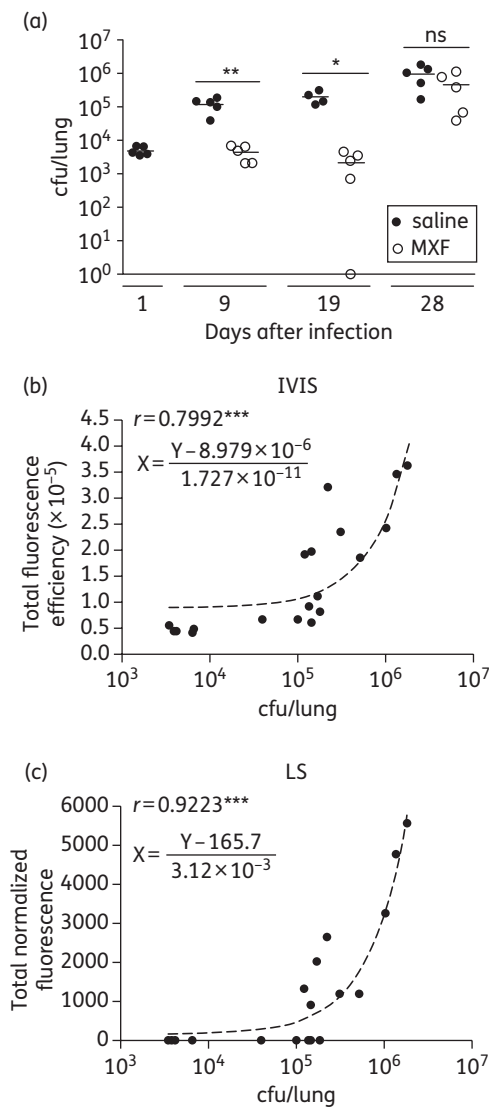 (a)
10⁷
10⁶
10⁵
10⁴
10³
10²
10¹
10⁰
cfu/lung
**
*
ns
saline
MXF
1 9 19 28
Days after infection
(b) IVIS
r=0.7992***
X= Y−8.979×10⁻⁶
1.727×10⁻¹¹
Total fluorescence
efficiency (×10⁻⁵)
4.5
4.0
3.5
3.0
2.5
2.0
1.5
1.0
0.5
0.0
10³ 10⁴ 10⁵ 10⁶ 10⁷
cfu/lung
(c) LS
r=0.9223***
X= Y−165.7
3.12×10⁻³
Total normalized
fluorescence
6000
5000
4000
3000
2000
1000
0
10³ 10⁴ 10⁵ 10⁶ 10⁷
cfu/lung